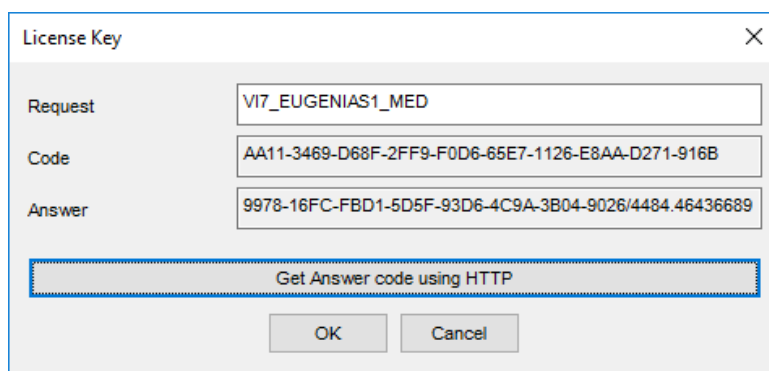 License Key
Request VI7_EUGENIAS1_MED
Code AA11-3469-D68F-2FF9-F0D6-65E7-1126-E8AA-D271-916B
Answer 9978-16FC-FBD1-5D5F-93D6-4C9A-3B04-9026/4484.46436689
Get Answer code using HTTP
OK Cancel